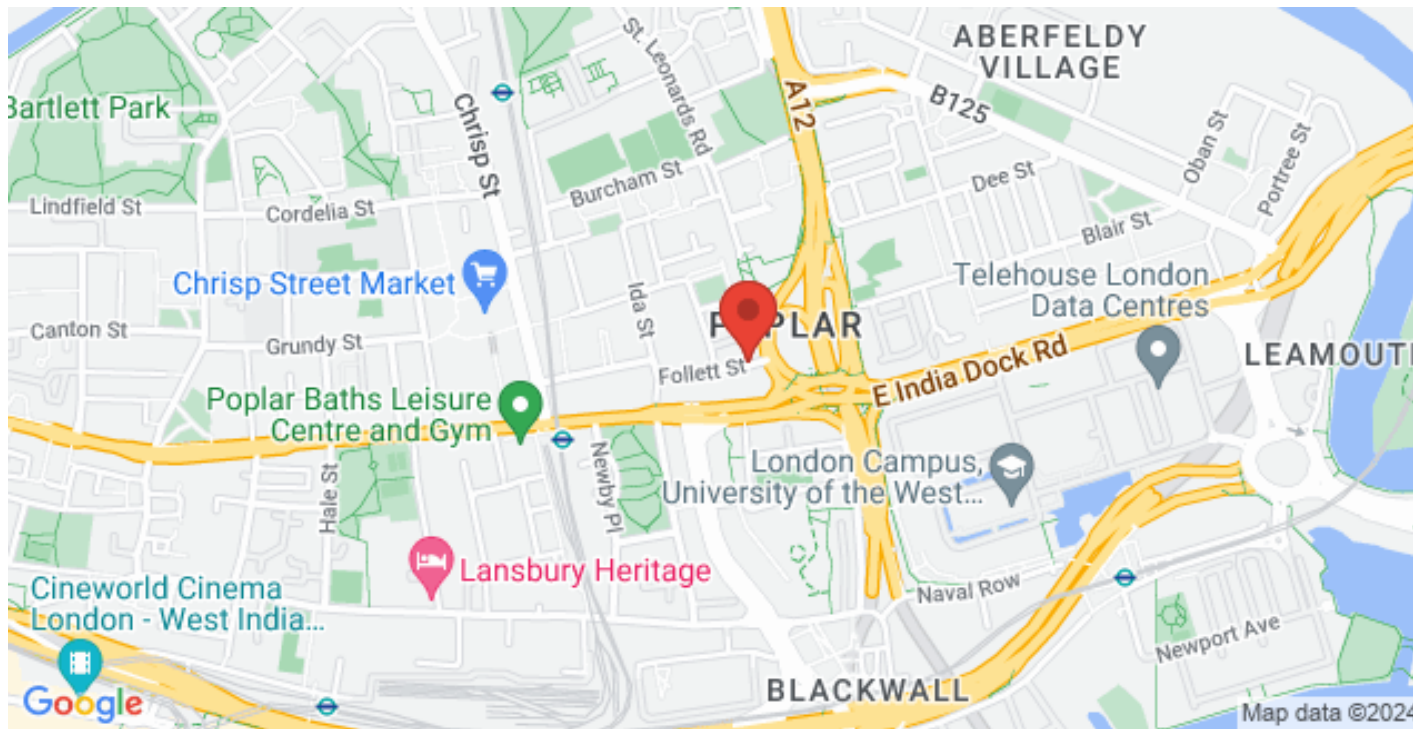 ABERFELDY
VILLAGE
St. Leonards Rd
A12
B125
Bartlett Park
Chrisp St
Oban St
Portree St
Burcham St
Dee St
Lindfield St
Cordelia St
Blair St
Chrisp Street Market
Ida St
Telehouse London
Data Centres
Canton St
Grundy St
POPLAR
E India Dock Rd
LEAMOUTH
Follett St
Poplar Baths Leisure
Centre and Gym
Newby Pl
London Campus,
University of the West...
Hale St
Lansbury Heritage
Cineworld Cinema
London - West India...
Naval Row
Newport Ave
BLACKWALL
Google
Map data ©2024